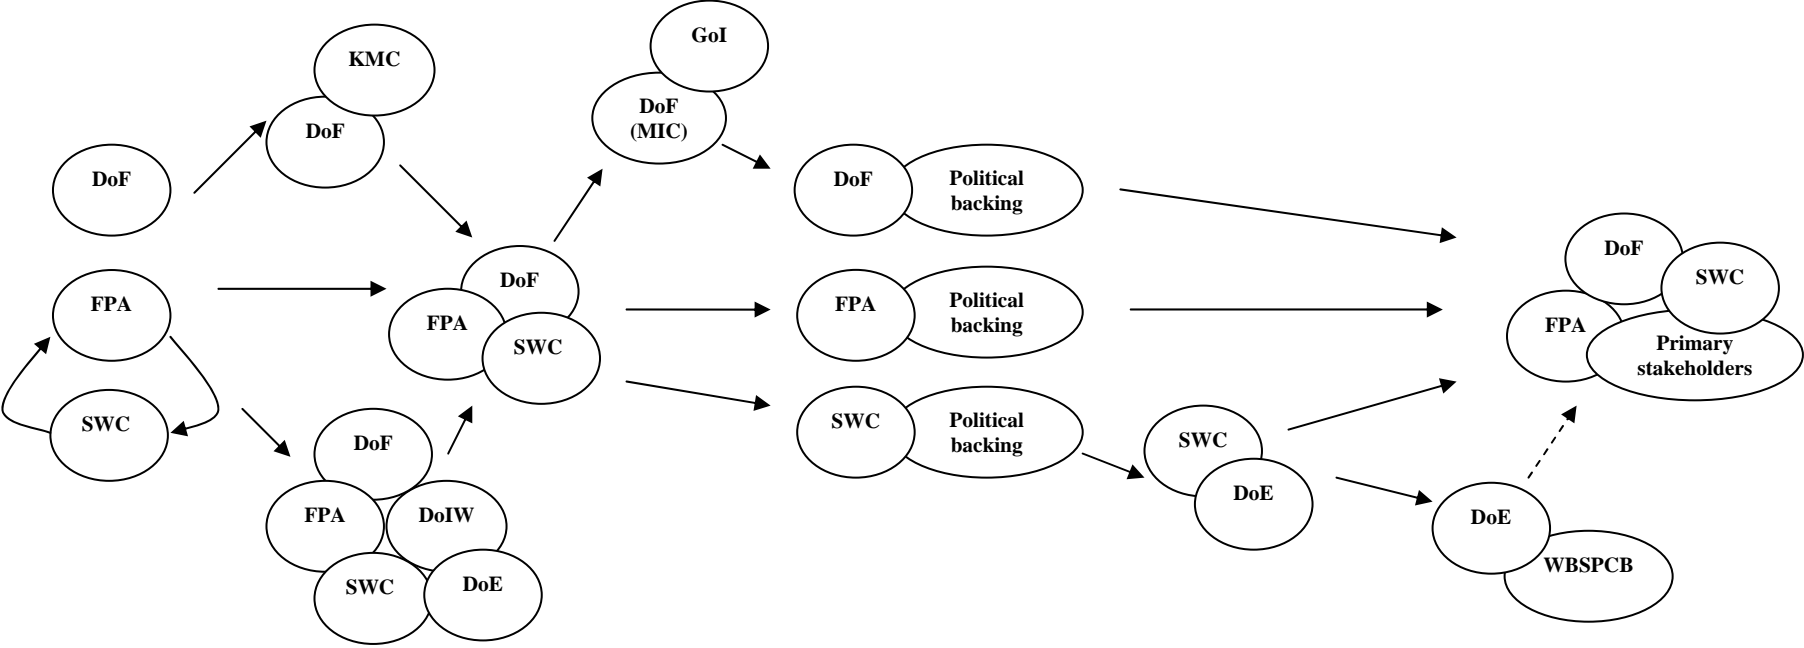 DoF
FPA
SWC
KMC
DoF
DoF
FPA
DoIW
SWC
DoE
DoF
FPA
SWC
GoI
DoF
(MIC)
DoF
Political
backing
FPA
Political
backing
SWC
Political
backing
SWC
DoE
DoE
WBSPCB
DoF
SWC
FPA
Primary
stakeholders